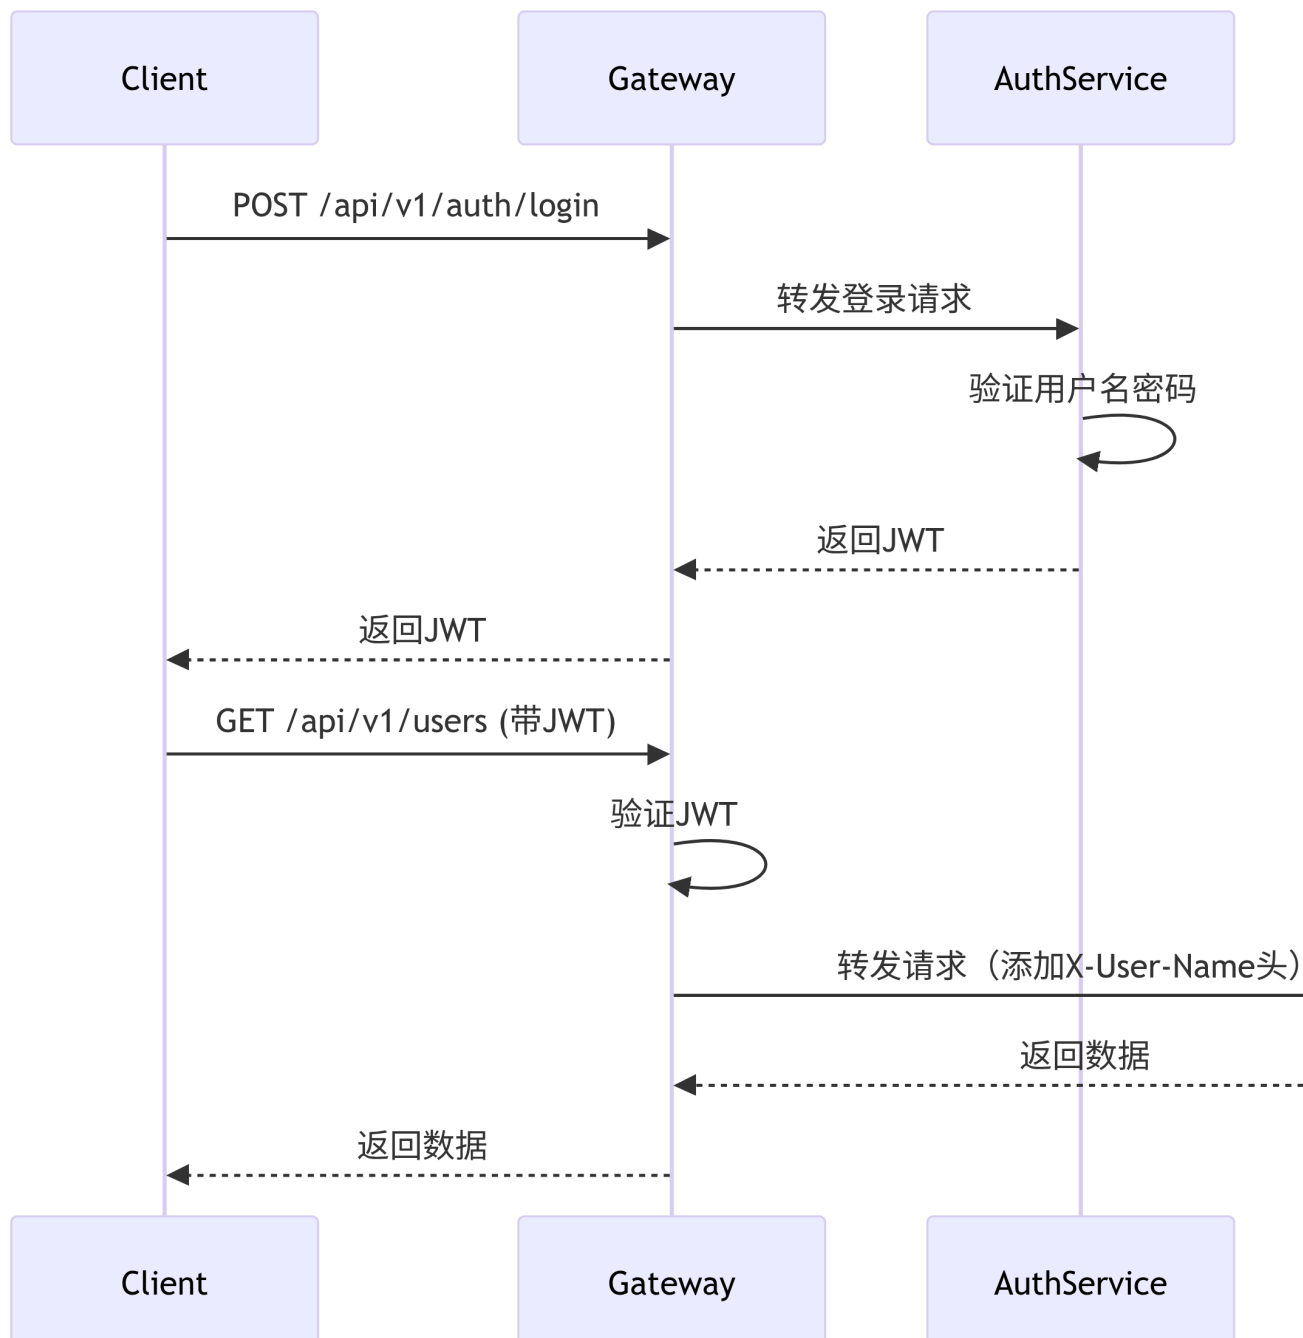 Client
Gateway
AuthService
POST /api/v1/auth/login
转发登录请求
验证用户名密码
返回JWT
返回JWT
GET /api/v1/users (带JWT)
验证JWT
转发请求（添加X-User-Name头）
返回数据
返回数据
Client
Gateway
AuthService